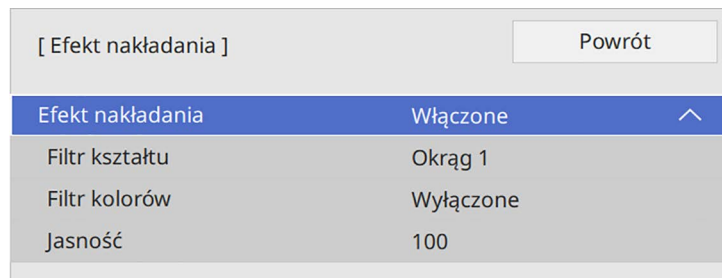 [ Efekt nakładania ] Powrót
Efekt nakładania Włączone
Filtr kształtu Okrąg 1
Filtr kolorów Wyłączone
Jasność 100